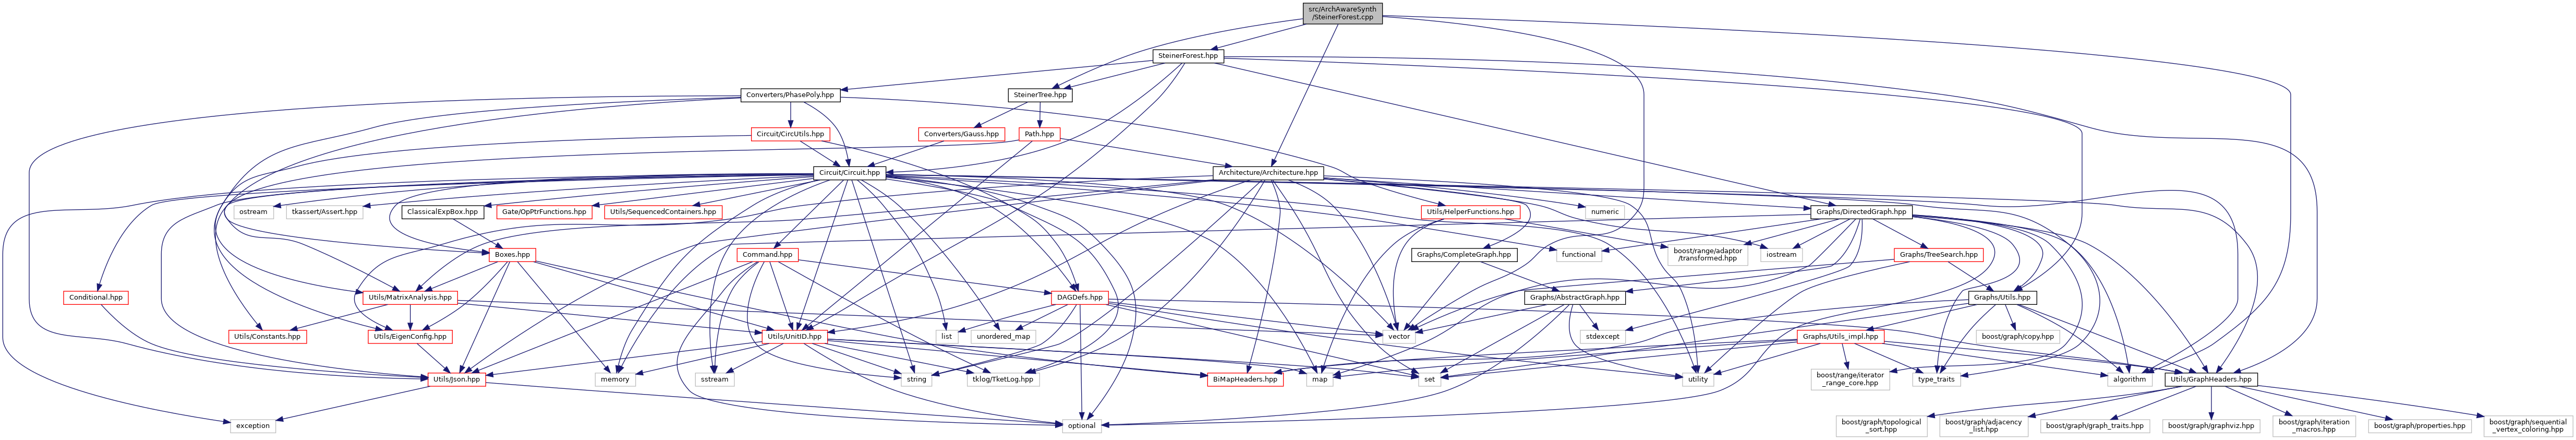 src/ArchAwareSynth
/SteinerForest.cpp
SteinerForest.hpp
Converters/PhasePoly.hpp
SteinerTree.hpp
Circuit/CircUtils.hpp
Converters/Gauss.hpp
Path.hpp
Circuit/Circuit.hpp
Architecture/Architecture.hpp
ostream
tkassert/Assert.hpp
ClassicalExpBox.hpp
Gate/OpPtrFunctions.hpp
Utils/SequencedContainers.hpp
Utils/HelperFunctions.hpp
numeric
Graphs/DirectedGraph.hpp
Boxes.hpp
Command.hpp
Graphs/CompleteGraph.hpp
functional
boost/range/adaptor
/transformed.hpp
iostream
Graphs/TreeSearch.hpp
Conditional.hpp
Utils/MatrixAnalysis.hpp
DAGDefs.hpp
Graphs/AbstractGraph.hpp
Graphs/Utils.hpp
Utils/Constants.hpp
Utils/EigenConfig.hpp
Utils/UnitID.hpp
list
unordered_map
vector
stdexcept
Graphs/Utils_impl.hpp
boost/graph/copy.hpp
Utils/Json.hpp
memory
sstream
string
tklog/TketLog.hpp
BiMapHeaders.hpp
map
set
utility
boost/range/iterator
_range_core.hpp
type_traits
algorithm
Utils/GraphHeaders.hpp
exception
optional
boost/graph/topological
_sort.hpp
boost/graph/adjacency
_list.hpp
boost/graph/graph_traits.hpp
boost/graph/graphviz.hpp
boost/graph/iteration
_macros.hpp
boost/graph/properties.hpp
boost/graph/sequential
_vertex_coloring.hpp